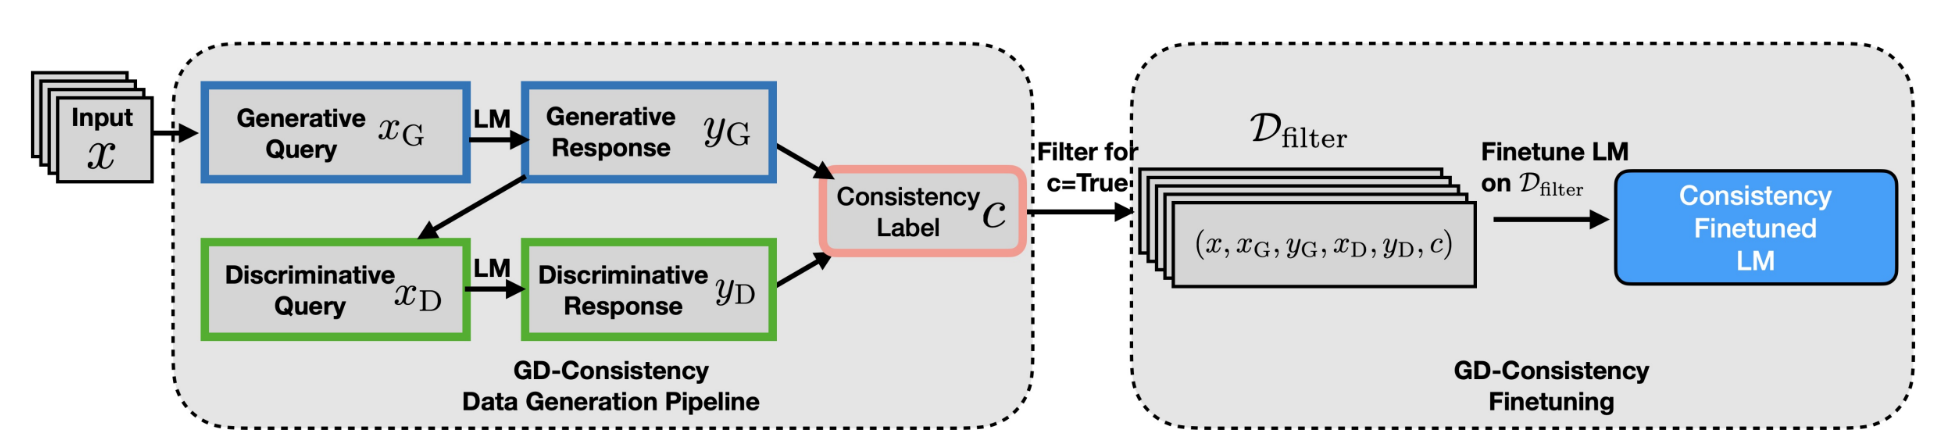 Input
x
Generative
Query x_G
LM
Generative
Response y_G
Discriminative
Query x_D
LM
Discriminative
Response y_D
Consistency
Label c
GD-Consistency
Data Generation Pipeline
Filter for
c=True
𝒟_filter
(x, x_G, y_G, x_D, y_D, c)
Finetune LM
on 𝒟_filter
Consistency
Finetuned
LM
GD-Consistency
Finetuning